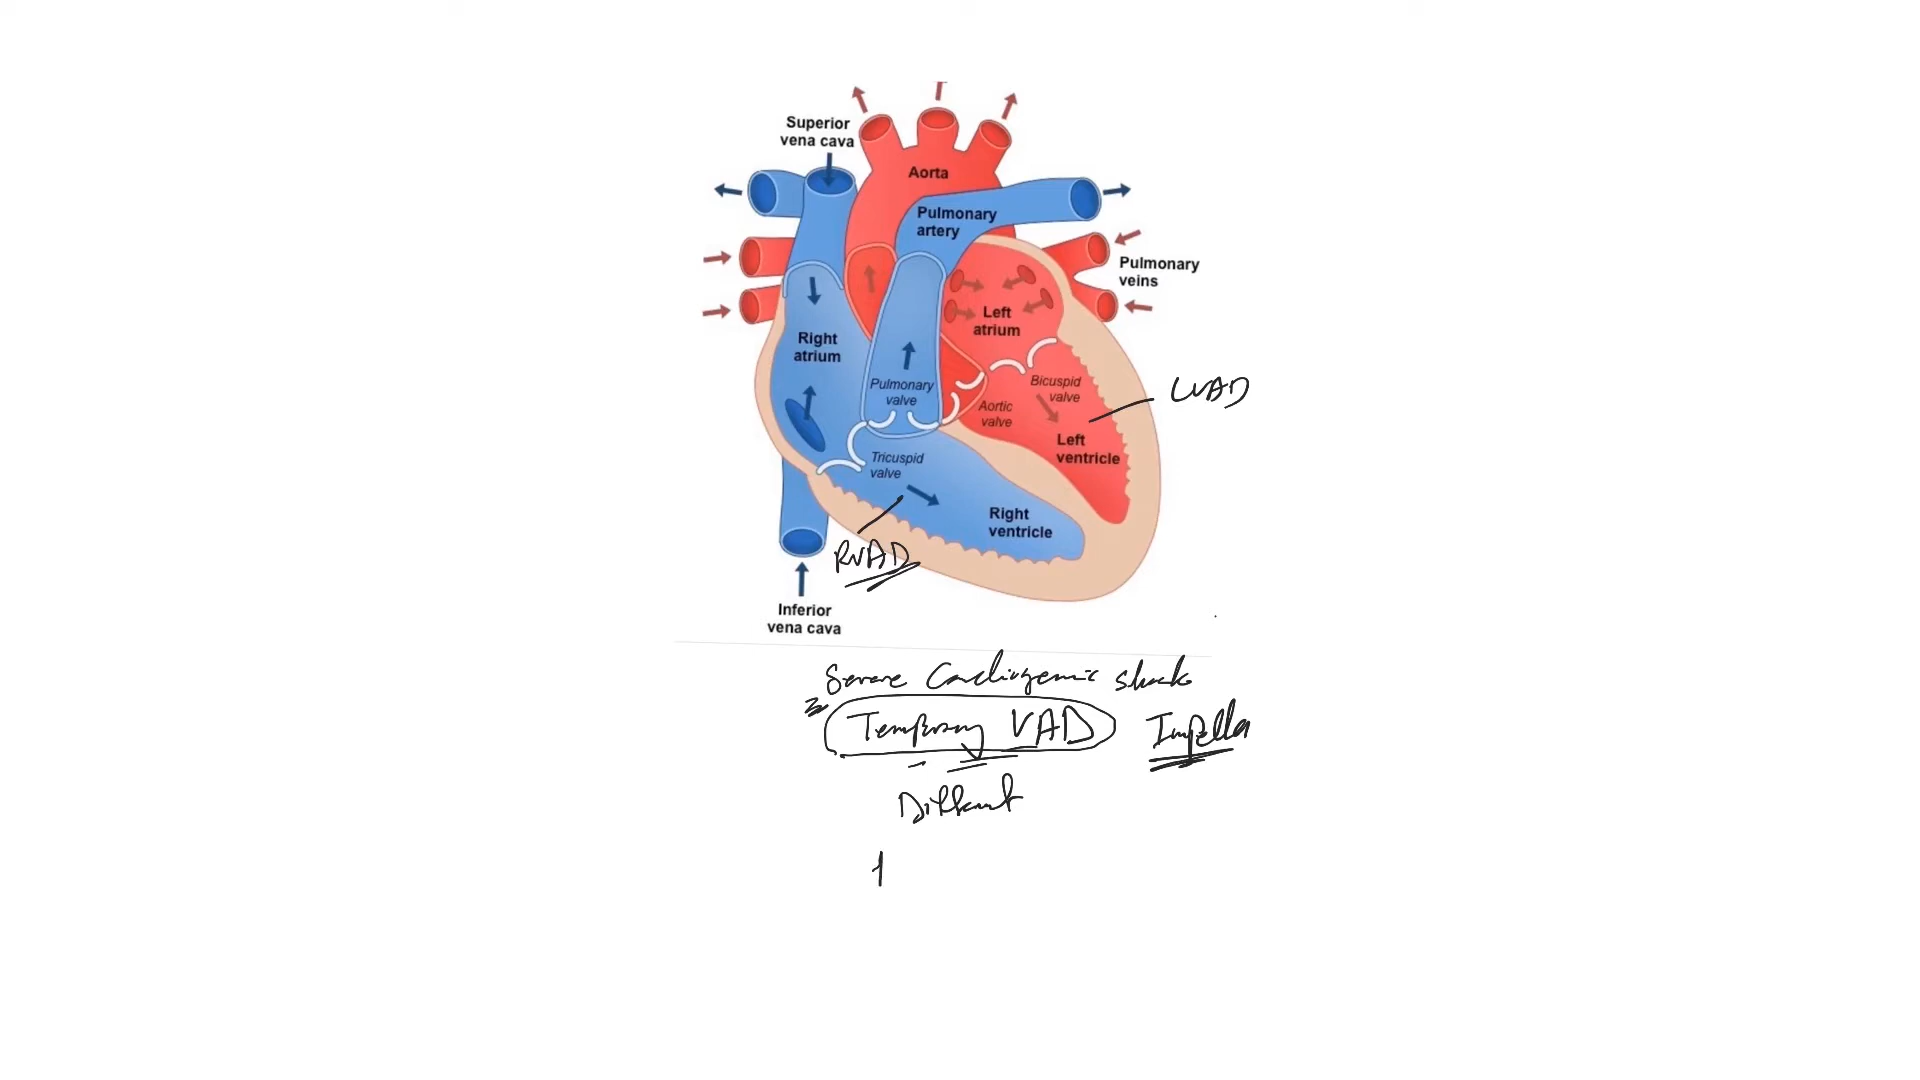 Superior
vena cava
Aorta
Pulmonary
artery
Pulmonary
veins
Left
atrium
Right
atrium
Pulmonary
valve
Bicuspid
valve
LVAD
Aortic
valve
Left
ventricle
Tricuspid
valve
Right
ventricle
RVAD
Inferior
vena cava
Severe Cardiogenic shock
Temporary VAD Impella
1